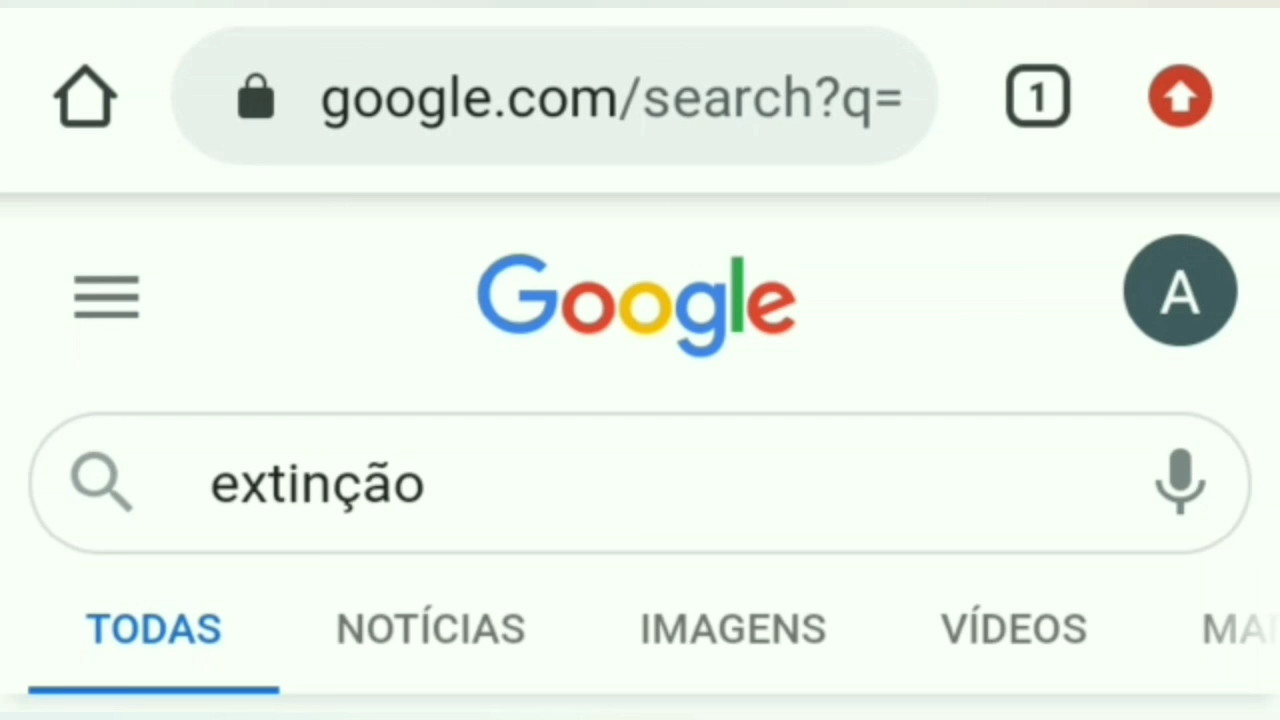 google.com/search?q=
1
Google
A
extinção
TODAS NOTÍCIAS IMAGENS VÍDEOS